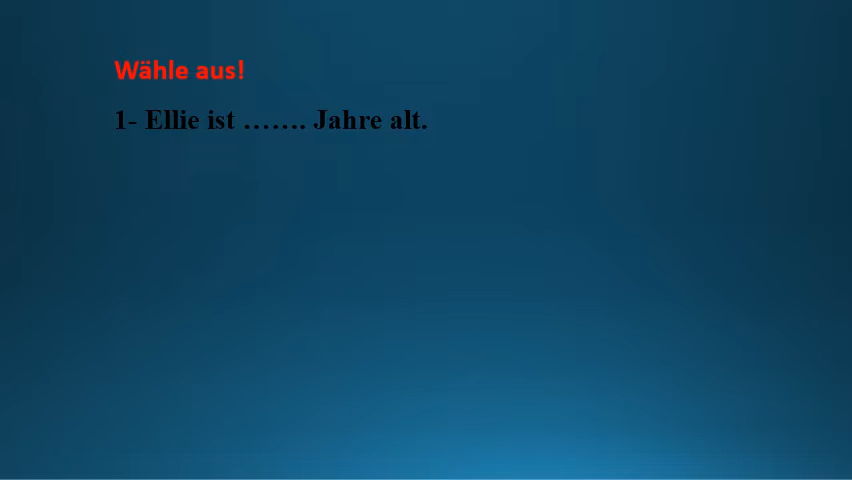 Wähle aus!
1- Ellie ist ……. Jahre alt.